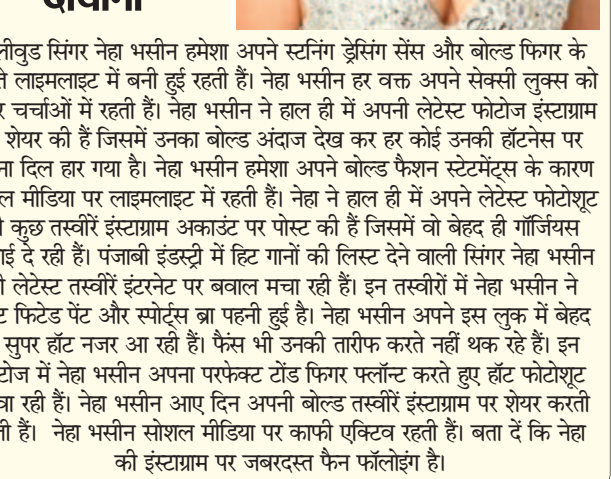 दीवाना
लीवुड सिंगर नेहा भसीन हमेशा अपने स्टनिंग ड्रेसिंग सेंस और बोल्ड फिगर के
ते लाइमलाइट में बनी हुई रहती हैं। नेहा भसीन हर वक्त अपने सेक्सी लुक्स को
र चर्चाओं में रहती हैं। नेहा भसीन ने हाल ही में अपनी लेटेस्ट फोटोज इंस्टाग्राम
शेयर की हैं जिसमें उनका बोल्ड अंदाज देख कर हर कोई उनकी हॉटनेस पर
ना दिल हार गया है। नेहा भसीन हमेशा अपने बोल्ड फैशन स्टेटमेंट्स के कारण
ल मीडिया पर लाइमलाइट में रहती हैं। नेहा ने हाल ही में अपने लेटेस्ट फोटोशूट
ी कुछ तस्वीरें इंस्टाग्राम अकाउंट पर पोस्ट की हैं जिसमें वो बेहद ही गॉर्जियस
ाई दे रही हैं। पंजाबी इंडस्ट्री में हिट गानों की लिस्ट देने वाली सिंगर नेहा भसीन
ी लेटेस्ट तस्वीरें इंटरनेट पर बवाल मचा रही हैं। इन तस्वीरों में नेहा भसीन ने
ट फिटेड पेंट और स्पोर्ट्स ब्रा पहनी हुई है। नेहा भसीन अपने इस लुक में बेहद
सुपर हॉट नजर आ रही हैं। फैंस भी उनकी तारीफ करते नहीं थक रहे हैं। इन
टोज में नेहा भसीन अपना परफेक्ट टोंड फिगर फ्लॉन्ट करते हुए हॉट फोटोशूट
वा रही हैं। नेहा भसीन आए दिन अपनी बोल्ड तस्वीरें इंस्टाग्राम पर शेयर करती
ती हैं। नेहा भसीन सोशल मीडिया पर काफी एक्टिव रहती हैं। बता दें कि नेहा
की इंस्टाग्राम पर जबरदस्त फैन फॉलोइंग है।